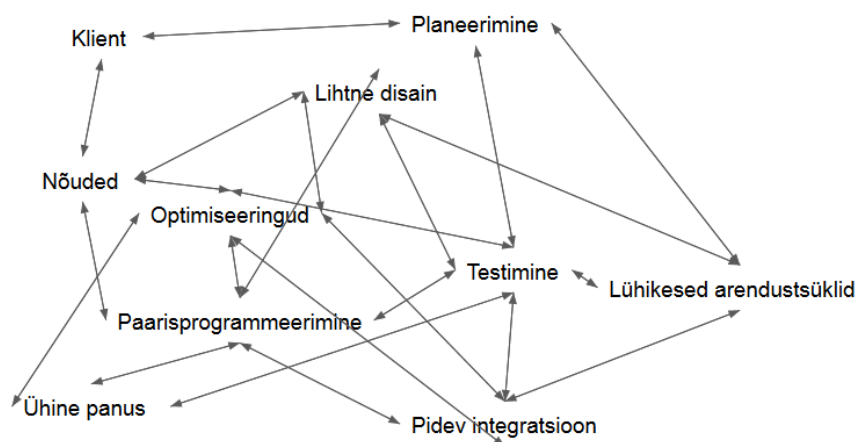 Klient
Planeerimine
Lihtne disain
Nõuded
Optimiseeringud
Testimine
Lühikesed arendustsüklid
Paarisprogrammeerimine
Ühine panus
Pidev integratsioon